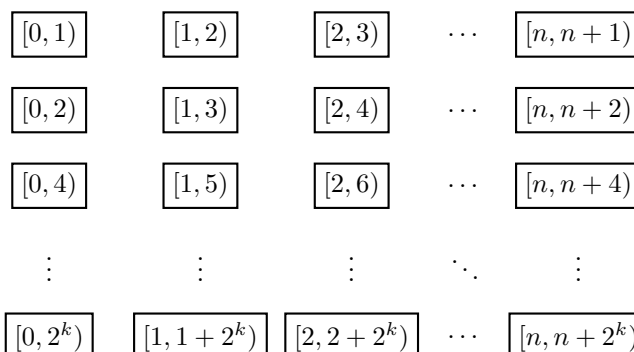 [0, 1) [1, 2) [2, 3) ⋯ [n, n + 1)
[0, 2) [1, 3) [2, 4) ⋯ [n, n + 2)
[0, 4) [1, 5) [2, 6) ⋯ [n, n + 4)
⋮ ⋮ ⋮ ⋱ ⋮
[0, 2^k) [1, 1 + 2^k) [2, 2 + 2^k) ⋯ [n, n + 2^k)